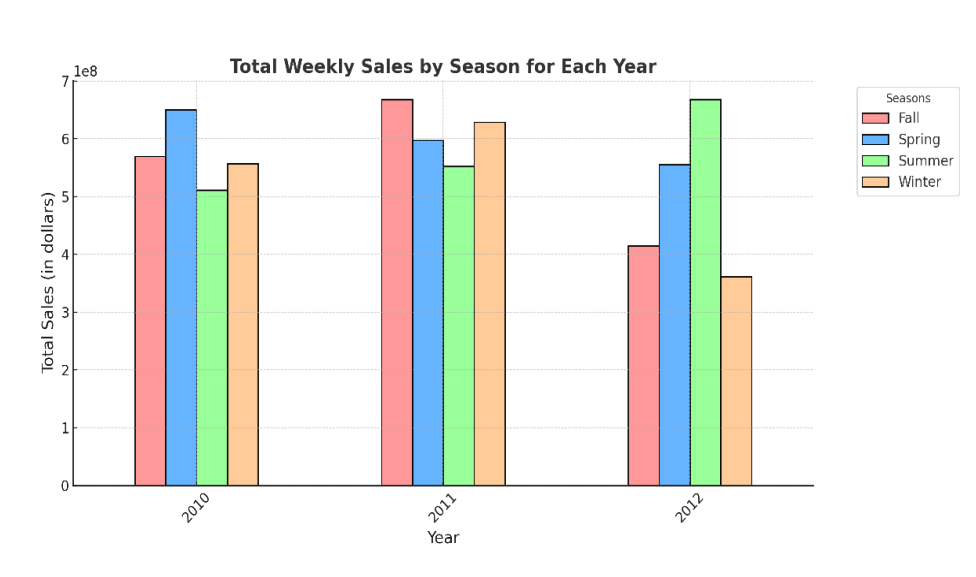 Total Weekly Sales by Season for Each Year
1e8
7
6
5
4
3
2
1
0
Total Sales (in dollars)
2010
2011
2012
Year
Seasons
Fall
Spring
Summer
Winter